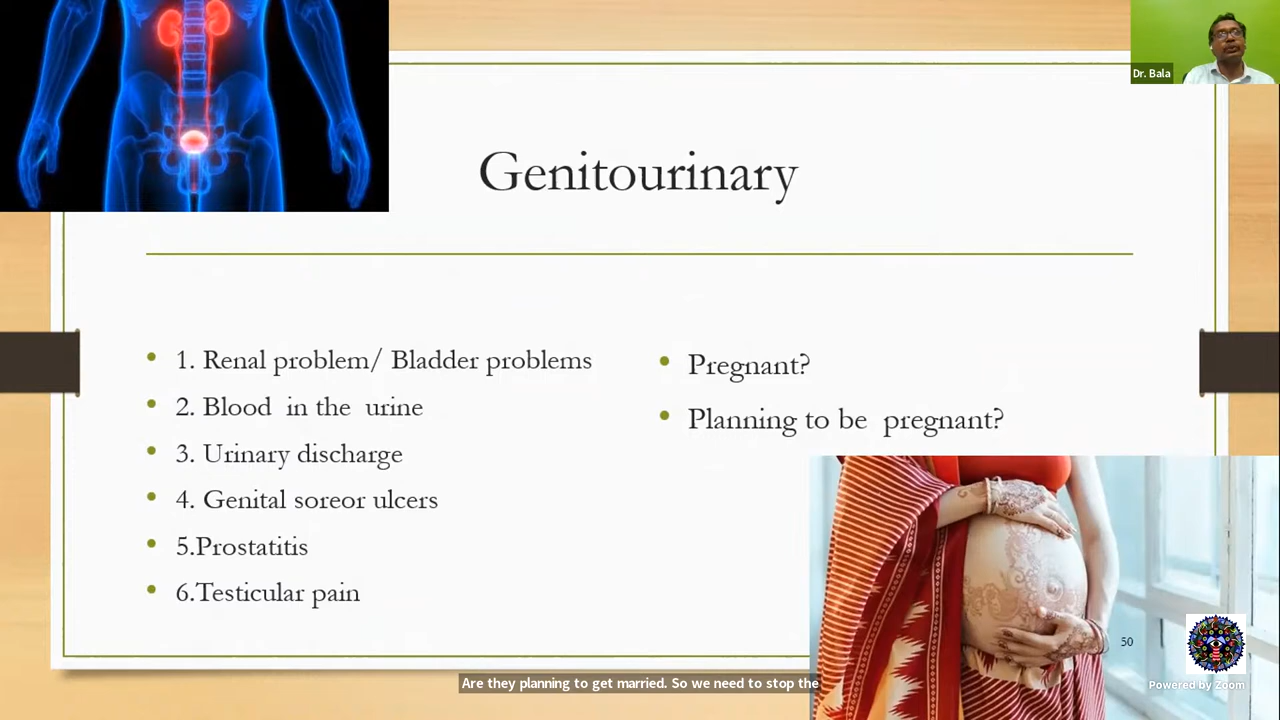 Dr. Bala
Genitourinary
• 1. Renal problem/ Bladder problems
• 2. Blood in the urine
• 3. Urinary discharge
• 4. Genital soreor ulcers
• 5.Prostatitis
• 6.Testicular pain
• Pregnant?
• Planning to be pregnant?
50
Are they planning to get married. So we need to stop the
Powered by Zoom